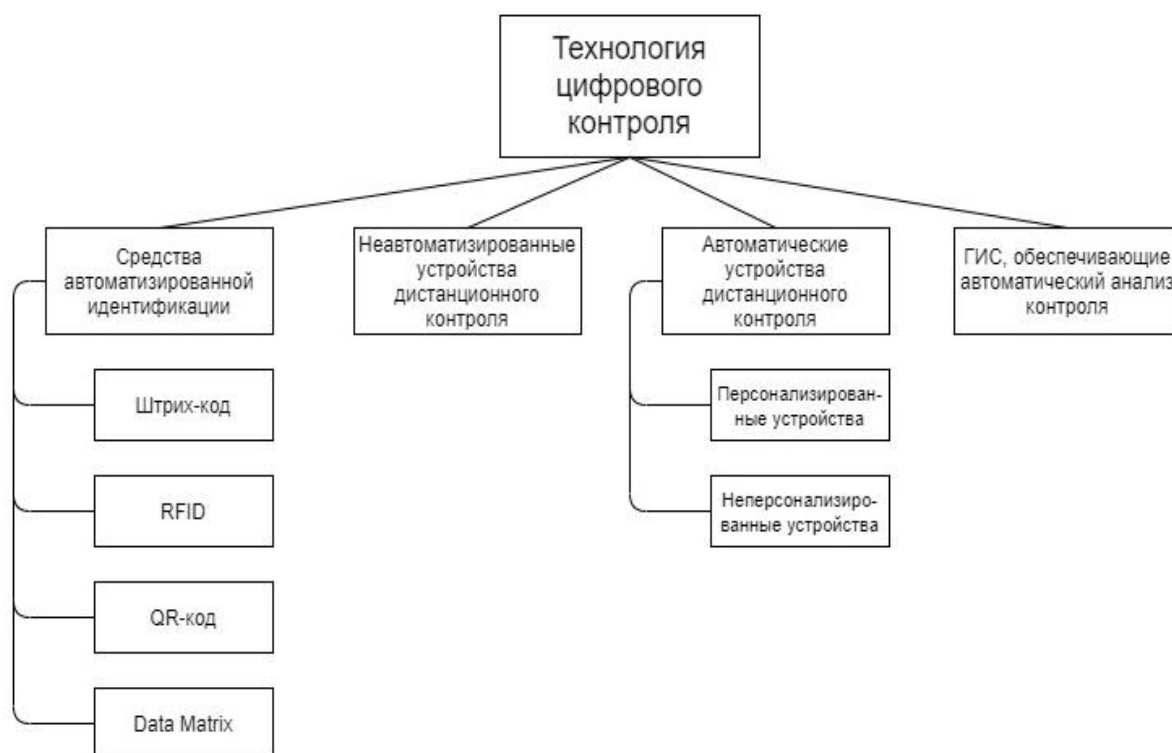 Технология
цифрового
контроля
Средства
автоматизированной
идентификации
Неавтоматизированные
устройства
дистанционного
контроля
Автоматические
устройства
дистанционного
контроля
ГИС, обеспечивающие
автоматический анализ
контроля
Штрих-код
RFID
QR-код
Data Matrix
Персонализирован-
ные устройства
Неперсонализиро-
ванные устройства